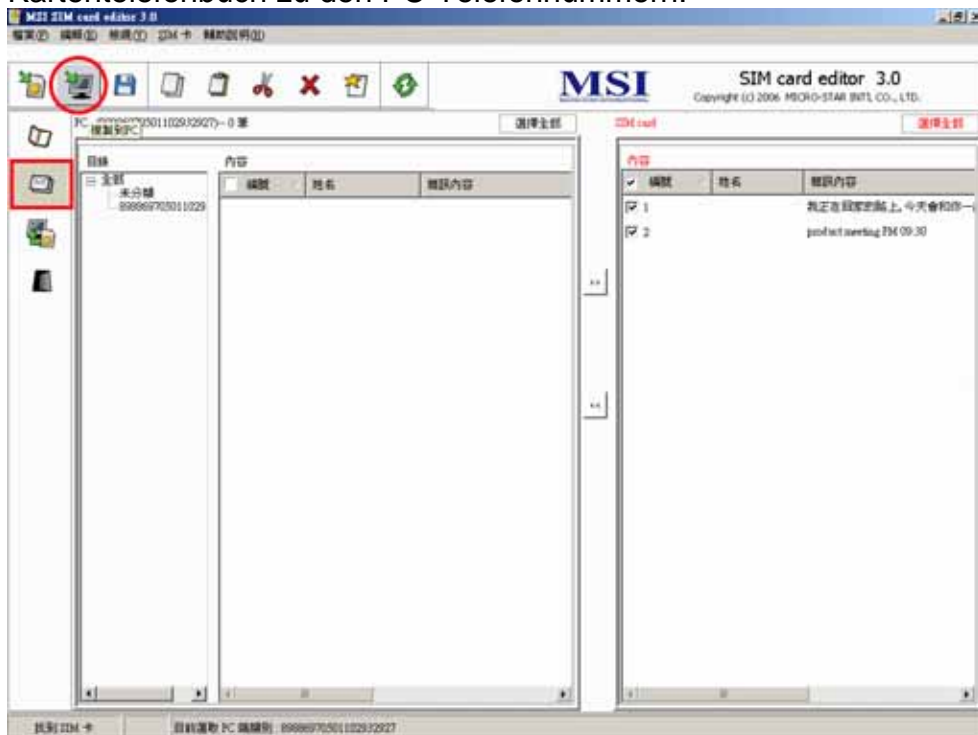 Kartentelefonbuch zu den PC-Telefonnummern.
MSI SIM card editor 3.0
檔案(F) 編輯(E) 檢視(V) SIM卡 輔助說明(H)
MSI
SIM card editor 3.0
Copyright (c) 2006 MICRO-STAR INT'L CO., LTD.
複製到PC
選擇全部
SIM card
選擇全部
目錄
內容
全部
未分類
898869705011029
編號 姓名 簡訊內容
內容
編號 姓名 簡訊內容
1 我正在回家的路上,今天會和你一
2 product meeting PM 09:30
>>
<<
找到 SIM 卡
目前選取 PC 端類別: 89886970501102932927